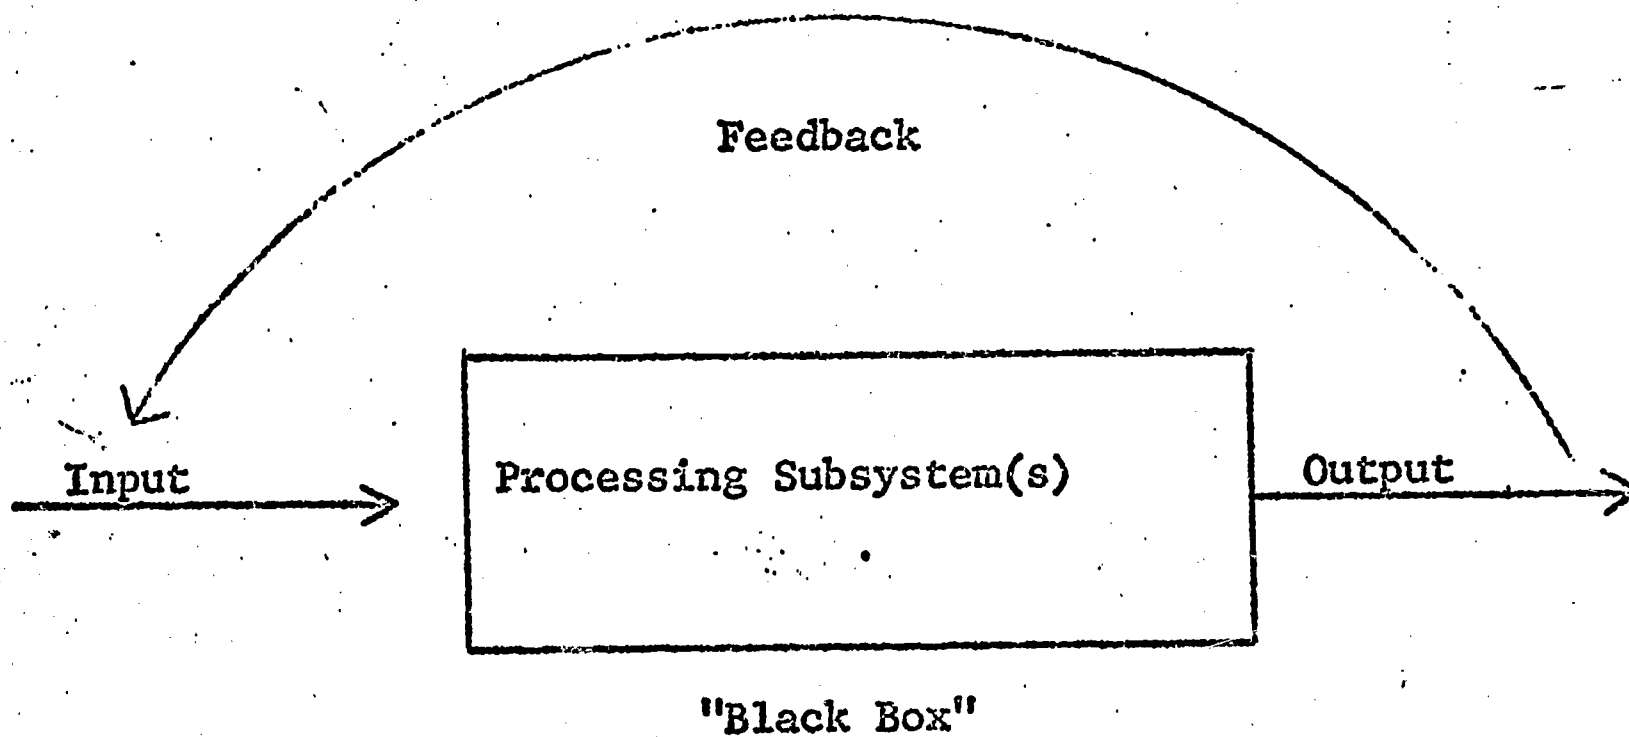 Feedback
Input
Processing Subsystem(s)
Output
"Black Box"